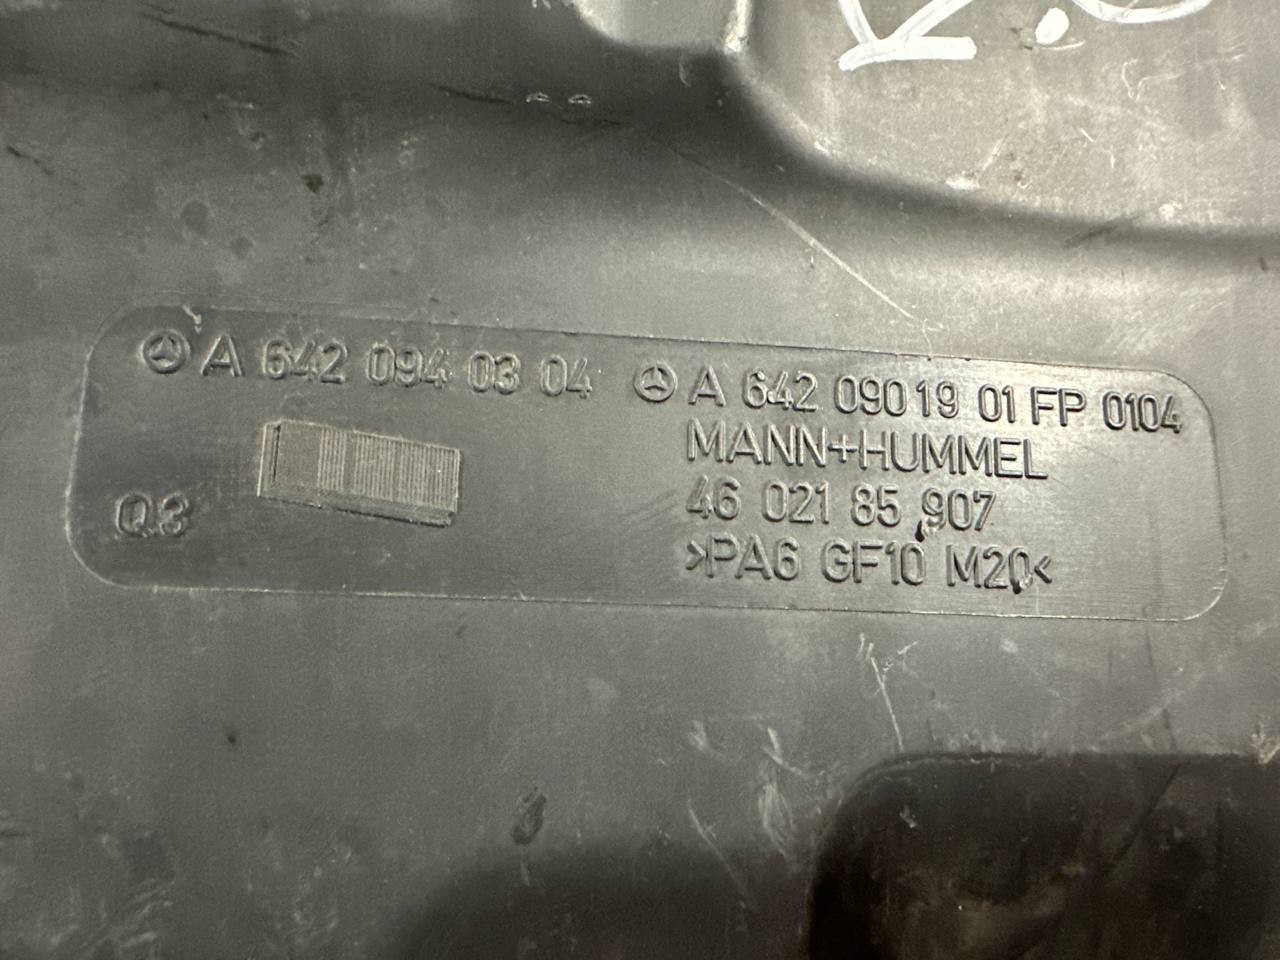 A 642 094 03 04
A 642 090 19 01 FP 0104
MANN+HUMMEL
46 021 85 907
>PA6 GF10 M20<
Q3